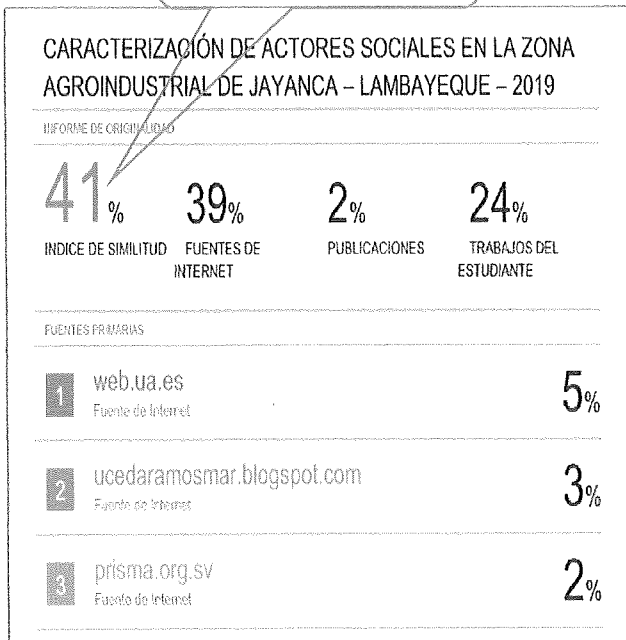 CARACTERIZACIÓN DE ACTORES SOCIALES EN LA ZONA
AGROINDUSTRIAL DE JAYANCA – LAMBAYEQUE – 2019
INFORME DE ORIGINALIDAD
41% 39% 2% 24%
INDICE DE SIMILITUD FUENTES DE INTERNET PUBLICACIONES TRABAJOS DEL ESTUDIANTE
FUENTES PRIMARIAS
1 web.ua.es 5%
Fuente de Internet
2 ucedaramosmar.blogspot.com 3%
Fuente de Internet
3 prisma.org.sv 2%
Fuente de Internet